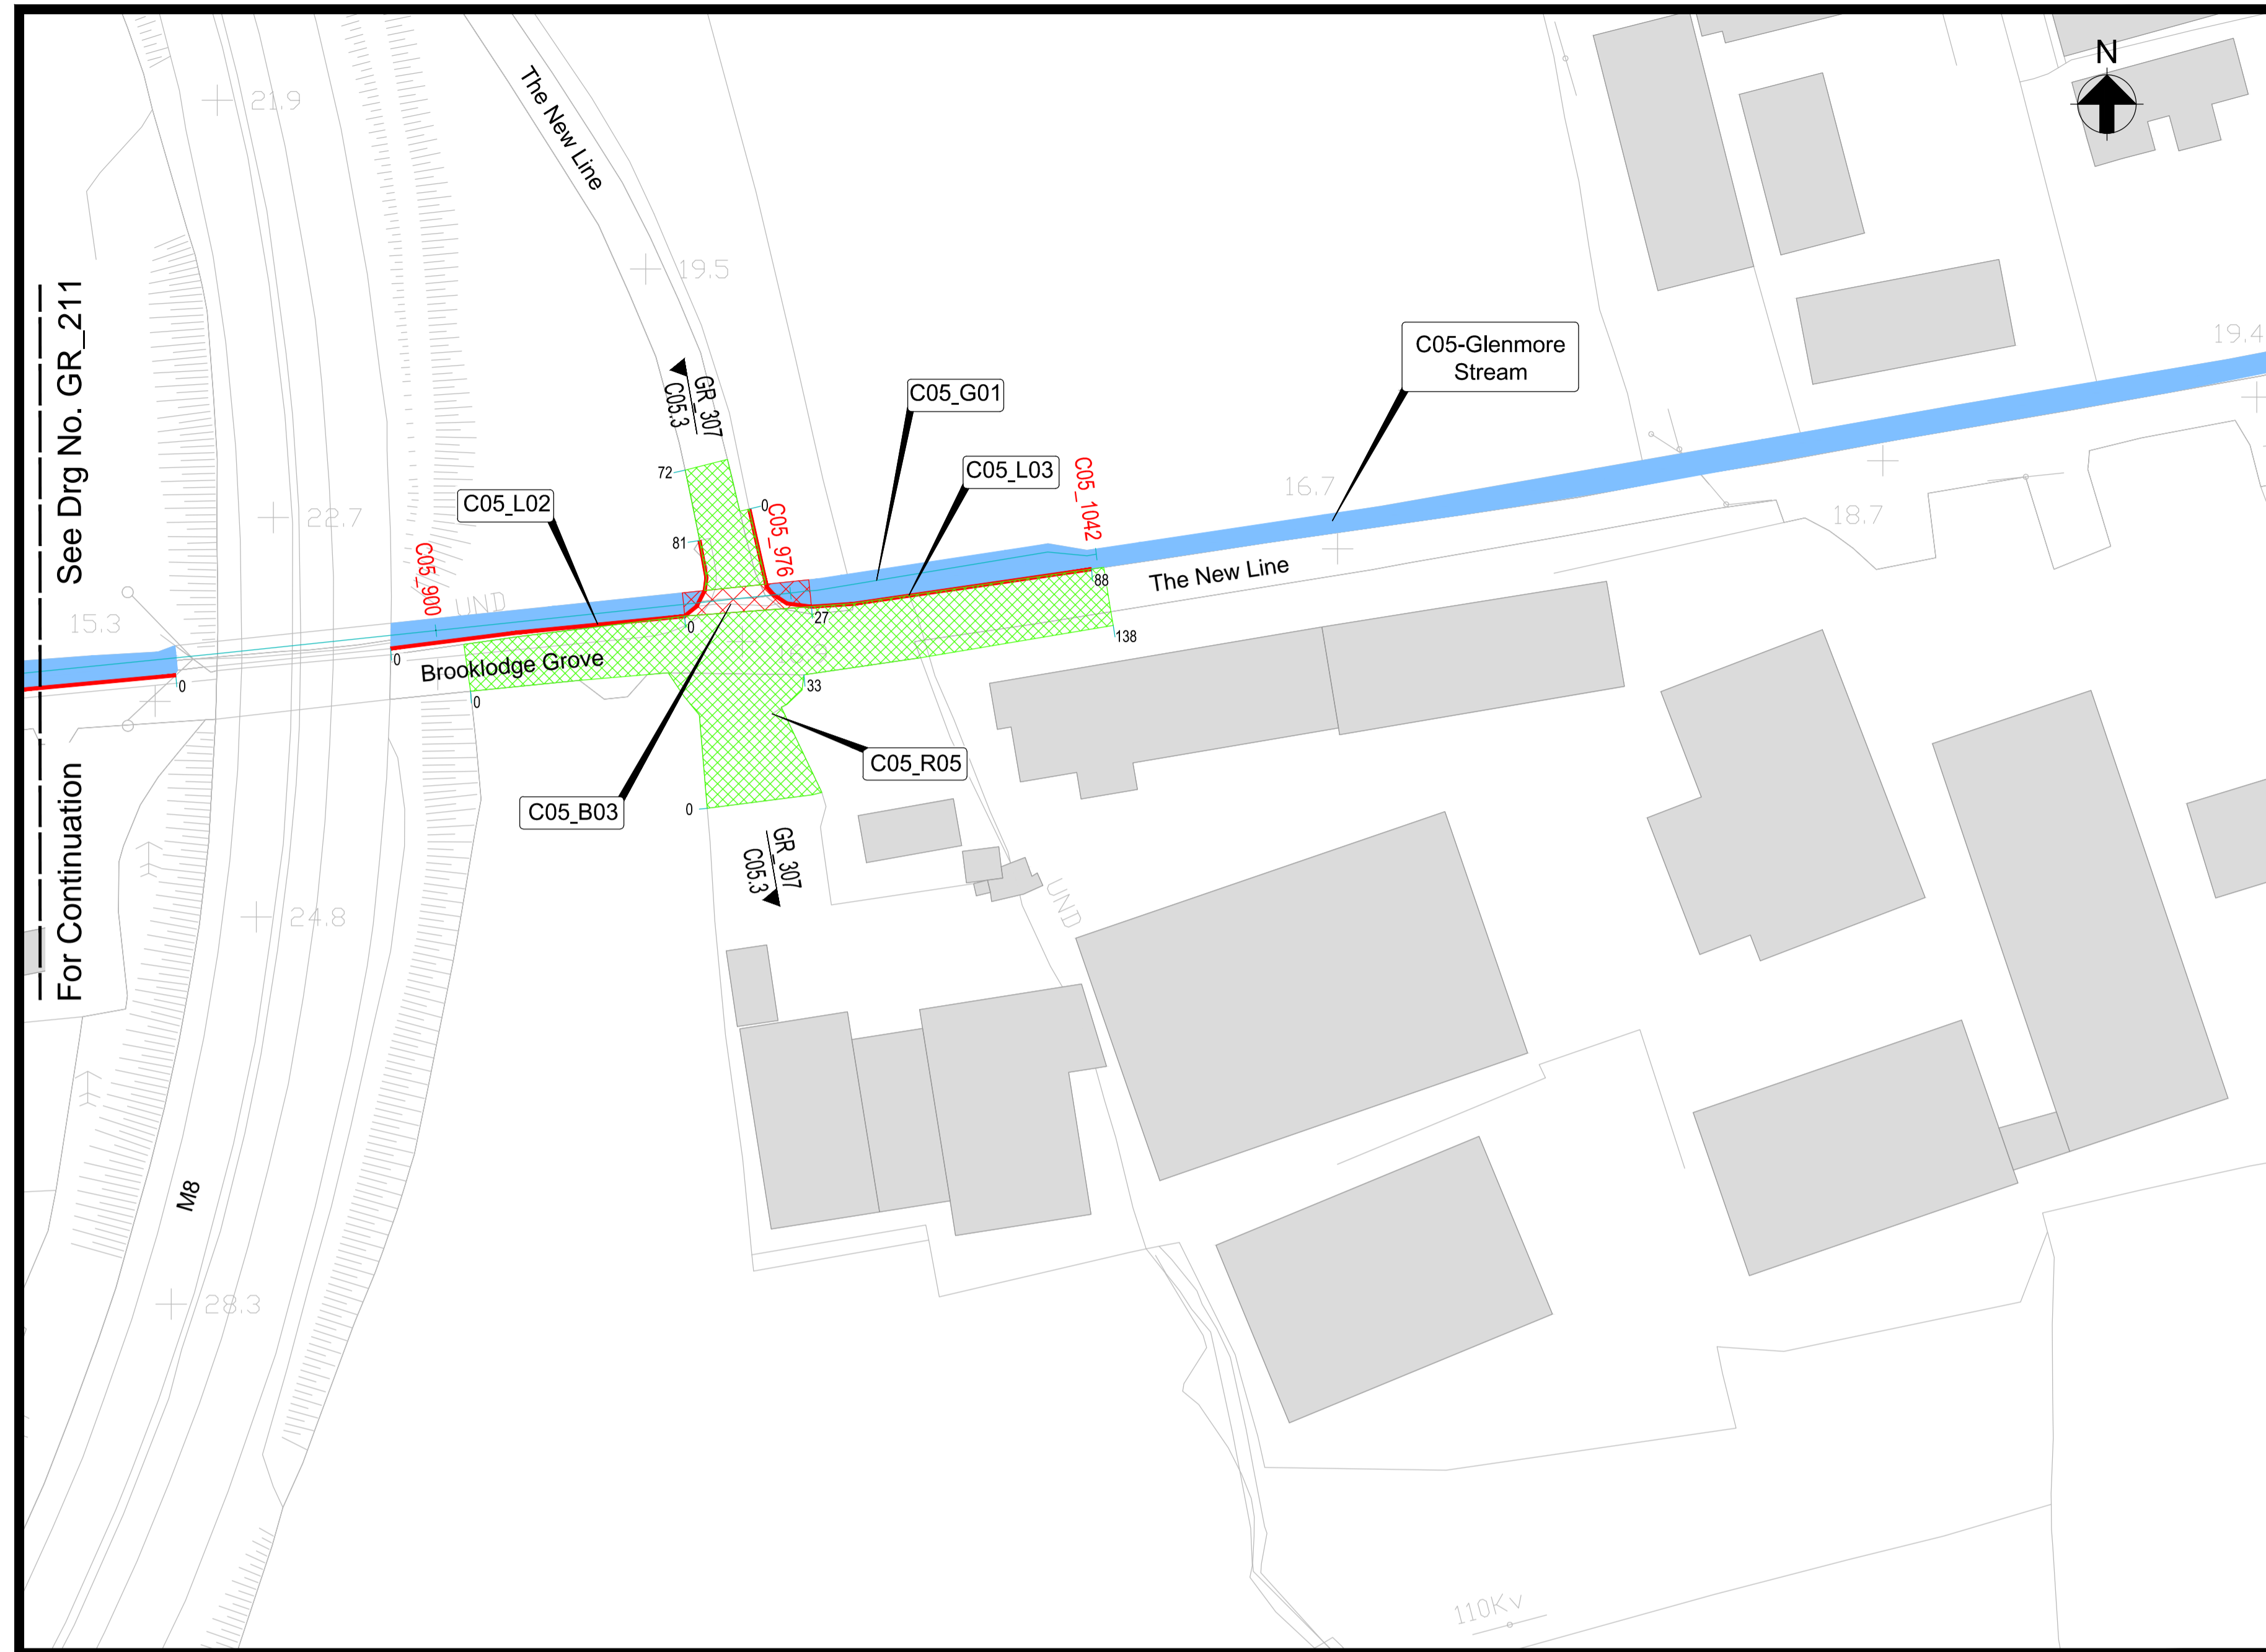 N
21.9
The New Line
19.5
19.4
See Drg No. GR_211
For Continuation
C05-Glenmore
Stream
GR_307
C05.3
C05_G01
C05_L03
C05_L02
72
0
81
C05_976
C05_1042
C05_900
16.7
18.7
22.7
UND
15.3
The New Line
88
27
0
0
0
138
16.9
Brooklodge Grove
33
0
C05_R05
C05_B03
0
GR_307
C05.3
UND
24.8
M8
28.3
110Kv